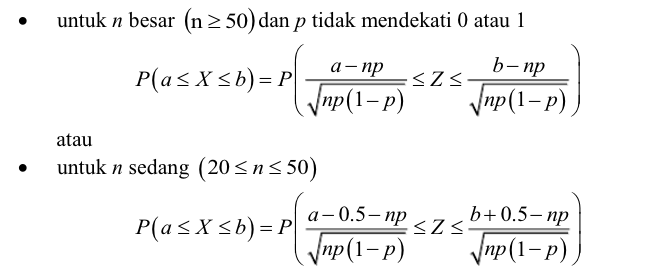 • untuk n besar (n ≥ 50) dan p tidak mendekati 0 atau 1
P(a ≤ X ≤ b) = P((a − np)/√(np(1 − p)) ≤ Z ≤ (b − np)/√(np(1 − p)))
atau
• untuk n sedang (20 ≤ n ≤ 50)
P(a ≤ X ≤ b) = P((a − 0.5 − np)/√(np(1 − p)) ≤ Z ≤ (b + 0.5 − np)/√(np(1 − p)))